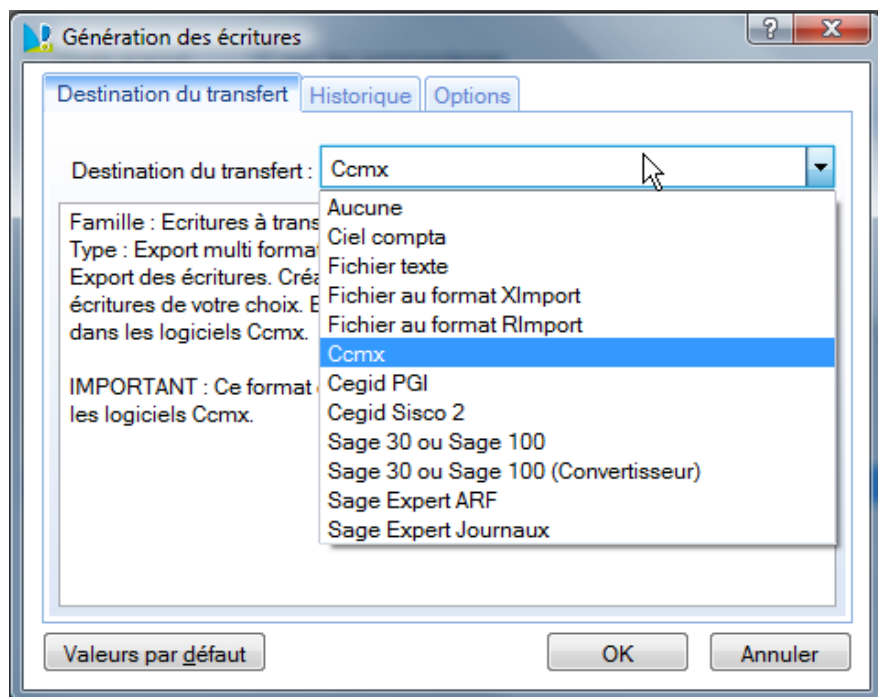 Génération des écritures
Destination du transfert Historique Options
Destination du transfert : Ccmx
Aucune
Ciel compta
Fichier texte
Fichier au format XImport
Fichier au format RImport
Ccmx
Cegid PGI
Cegid Sisco 2
Sage 30 ou Sage 100
Sage 30 ou Sage 100 (Convertisseur)
Sage Expert ARF
Sage Expert Journaux
Famille : Ecritures à trans
Type : Export multi forma
Export des écritures. Créa
écritures de votre choix. E
dans les logiciels Ccmx.
IMPORTANT : Ce format
les logiciels Ccmx.
Valeurs par défaut OK Annuler